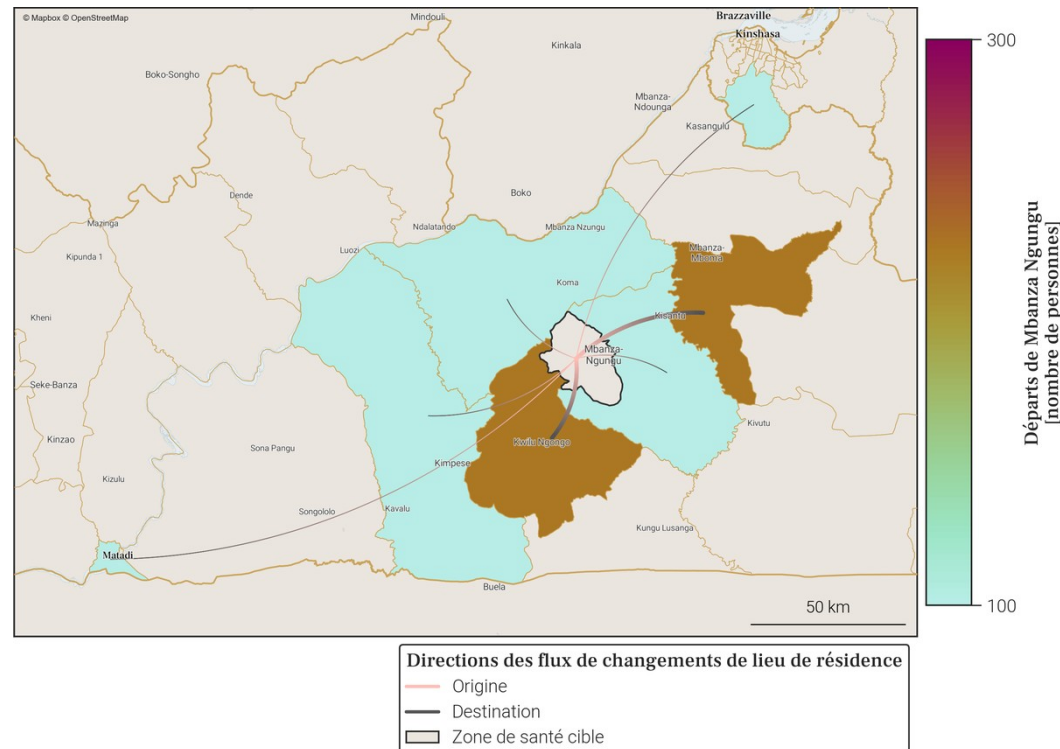 © Mapbox © OpenStreetMap
Mindouli
Brazzaville
Kinshasa
Kinkala
Boko-Songho
Mbanza-
Ndounga
Kasangulu
Dende
Boko
Mazinga
Ndalatando
Mbanza Nzungu
Luozi
Mbanza-
Mboma
Kipunda 1
Koma
Kheni
Kisantu
Mbanza-
Ngungu
Seke-Banza
Kinzao
Kivutu
Kwilu Ngongo
Sona Pangu
Kimpese
Kizulu
Songololo
Kavalu
Kungu Lusanga
Matadi
Buela
50 km
300
100
Départs de Mbanza Ngungu
[nombre de personnes]
Directions des flux de changements de lieu de résidence
Origine
Destination
Zone de santé cible